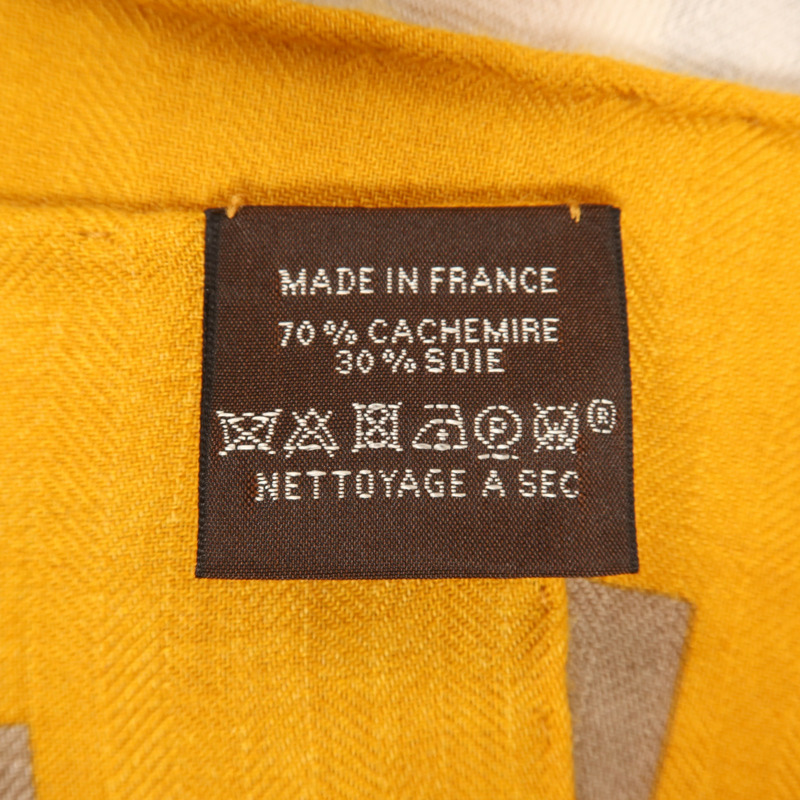 MADE IN FRANCE
70 % CACHEMIRE
30 % SOIE
P W ®
NETTOYAGE A SEC